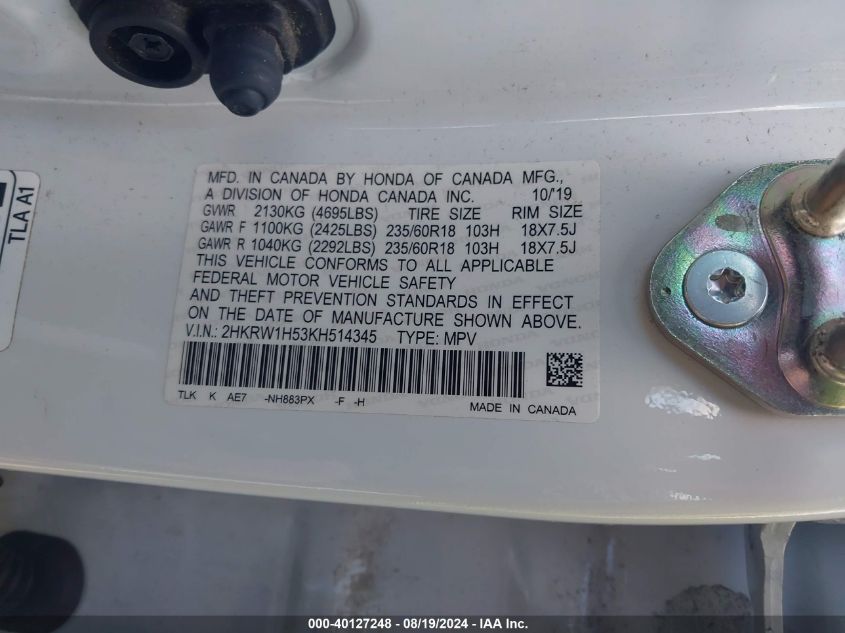 TLA A1
MFD. IN CANADA BY HONDA OF CANADA MFG.,
A DIVISION OF HONDA CANADA INC. 10/'19
GVWR 2130KG (4695LBS) TIRE SIZE RIM SIZE
GAWR F 1100KG (2425LBS) 235/60R18 103H 18X7.5J
GAWR R 1040KG (2292LBS) 235/60R18 103H 18X7.5J
THIS VEHICLE CONFORMS TO ALL APPLICABLE
FEDERAL MOTOR VEHICLE SAFETY
AND THEFT PREVENTION STANDARDS IN EFFECT
ON THE DATE OF MANUFACTURE SHOWN ABOVE.
V.I.N.: 2HKRW1H53KH514345 TYPE: MPV
TLK K AE7 -NH883PX -F -H MADE IN CANADA
000-40127248 - 08/19/2024 - IAA Inc.